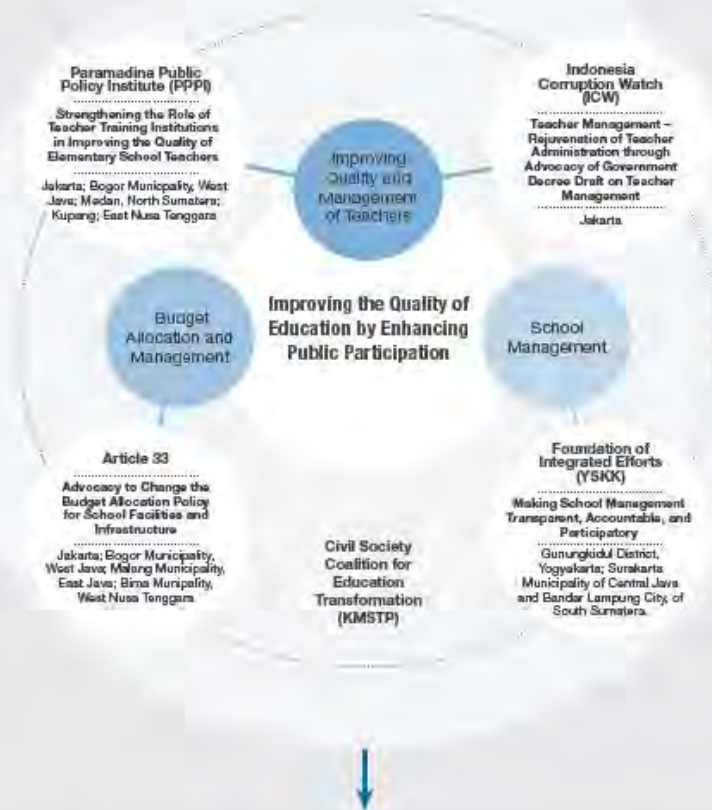 Paramadina Public
Policy Institute (PPPI)
Strengthening the Role of
Teacher Training Institutions
in Improving the Quality of
Elementary School Teachers
Jakarta; Bogor Municpality, West
Java; Medan, North Sumatera;
Kupang; East Nusa Tenggara
Indonesia
Corruption Watch
(ICW)
Teacher Management –
Rejuvenation of Teacher
Administration through
Advocacy of Government
Decree Draft on Teacher
Management
Jakarta
Improving
Quality and
Management
of Teachers
Budget
Allocation and
Management
Improving the Quality of
Education by Enhancing
Public Participation
School
Management
Article 33
Advocacy to Change the
Budget Allocation Policy
for School Facilities and
Infrastructure
Jakarta; Bogor Municipality,
West Java; Malang Municipality,
East Java; Bima Munipality,
West Nusa Tenggara
Civil Society
Coalition for
Education
Transformation
(KMSTP)
Foundation of
Integrated Efforts
(YSKK)
Making School Management
Transparent, Accountable, and
Participatory
Gunungkidul District,
Yogyakarta; Surakarta
Municipality of Central Java
and Bandar Lampung City, of
South Sumatera